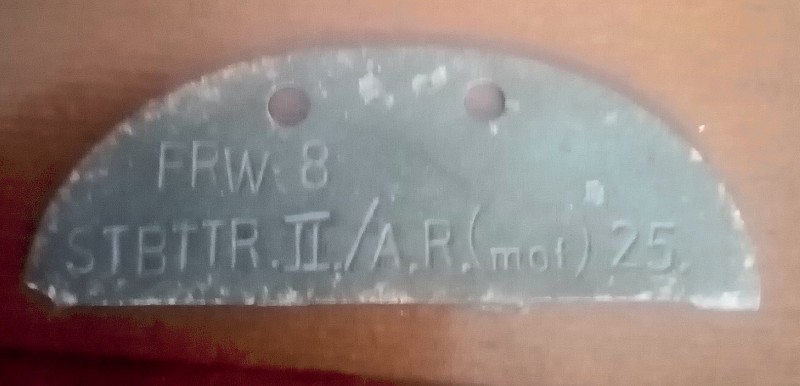 FRW. 8
STBTTR.II./A.R.(mot) 25.